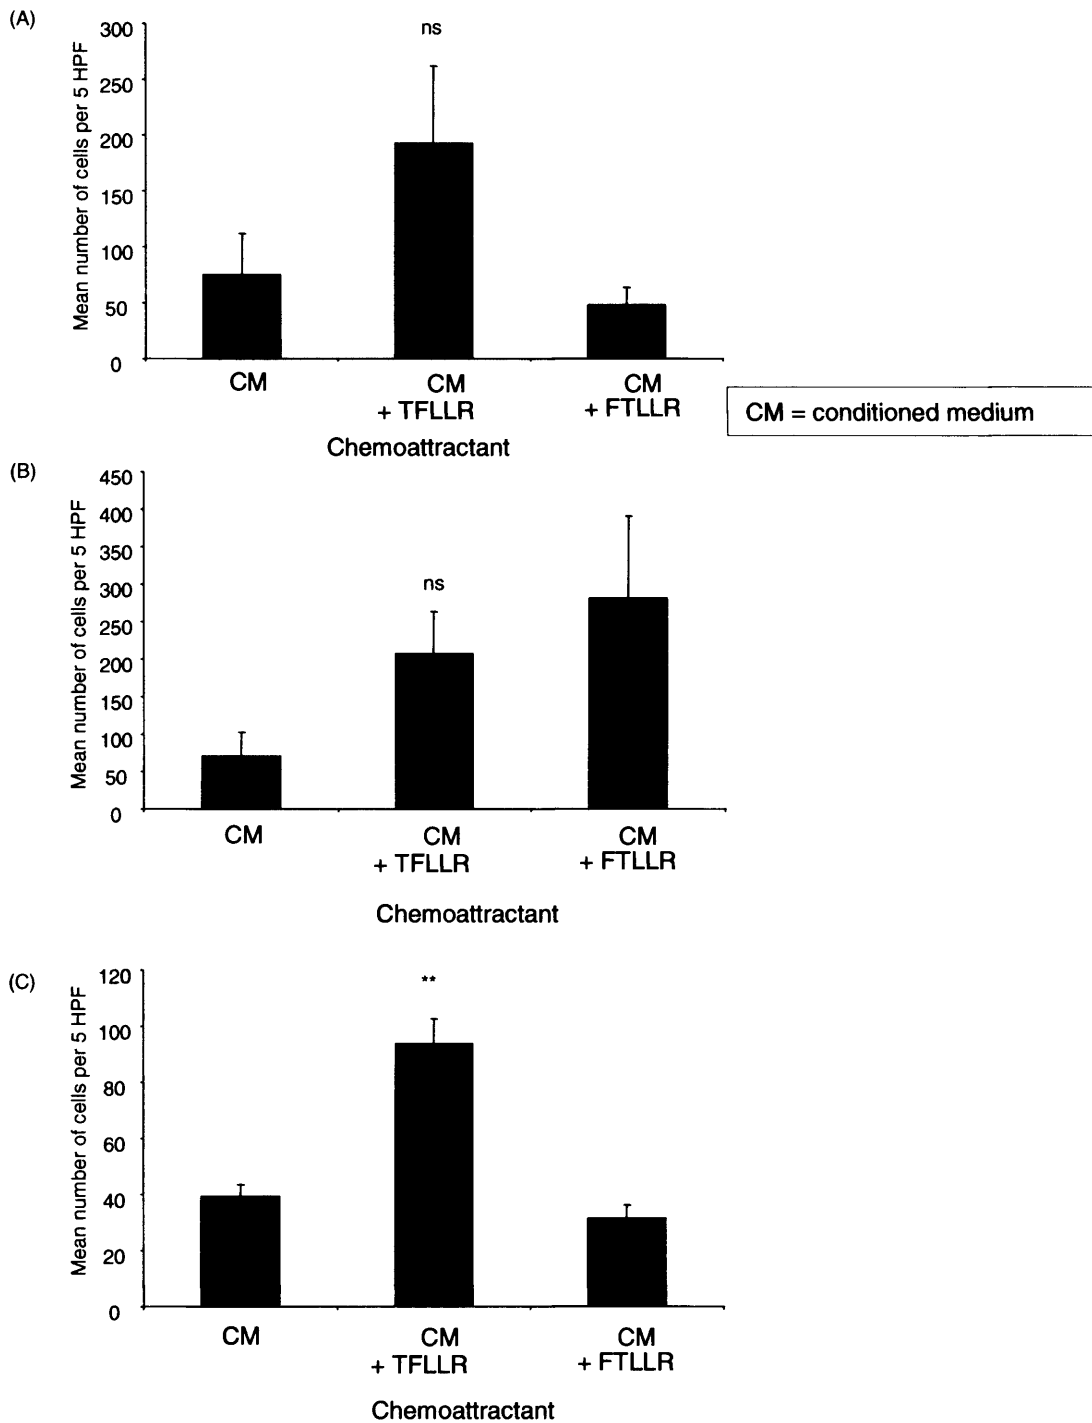 (A)
Mean number of cells per 5 HPF
300
250
200
150
100
50
0
ns
CM
CM
+ TFLLR
CM
+ FTLLR
Chemoattractant
CM = conditioned medium
(B)
Mean number of cells per 5 HPF
450
400
350
300
250
200
150
100
50
0
ns
CM
CM
+ TFLLR
CM
+ FTLLR
Chemoattractant
(C)
Mean number of cells per 5 HPF
120
100
80
60
40
20
0
**
CM
CM
+ TFLLR
CM
+ FTLLR
Chemoattractant